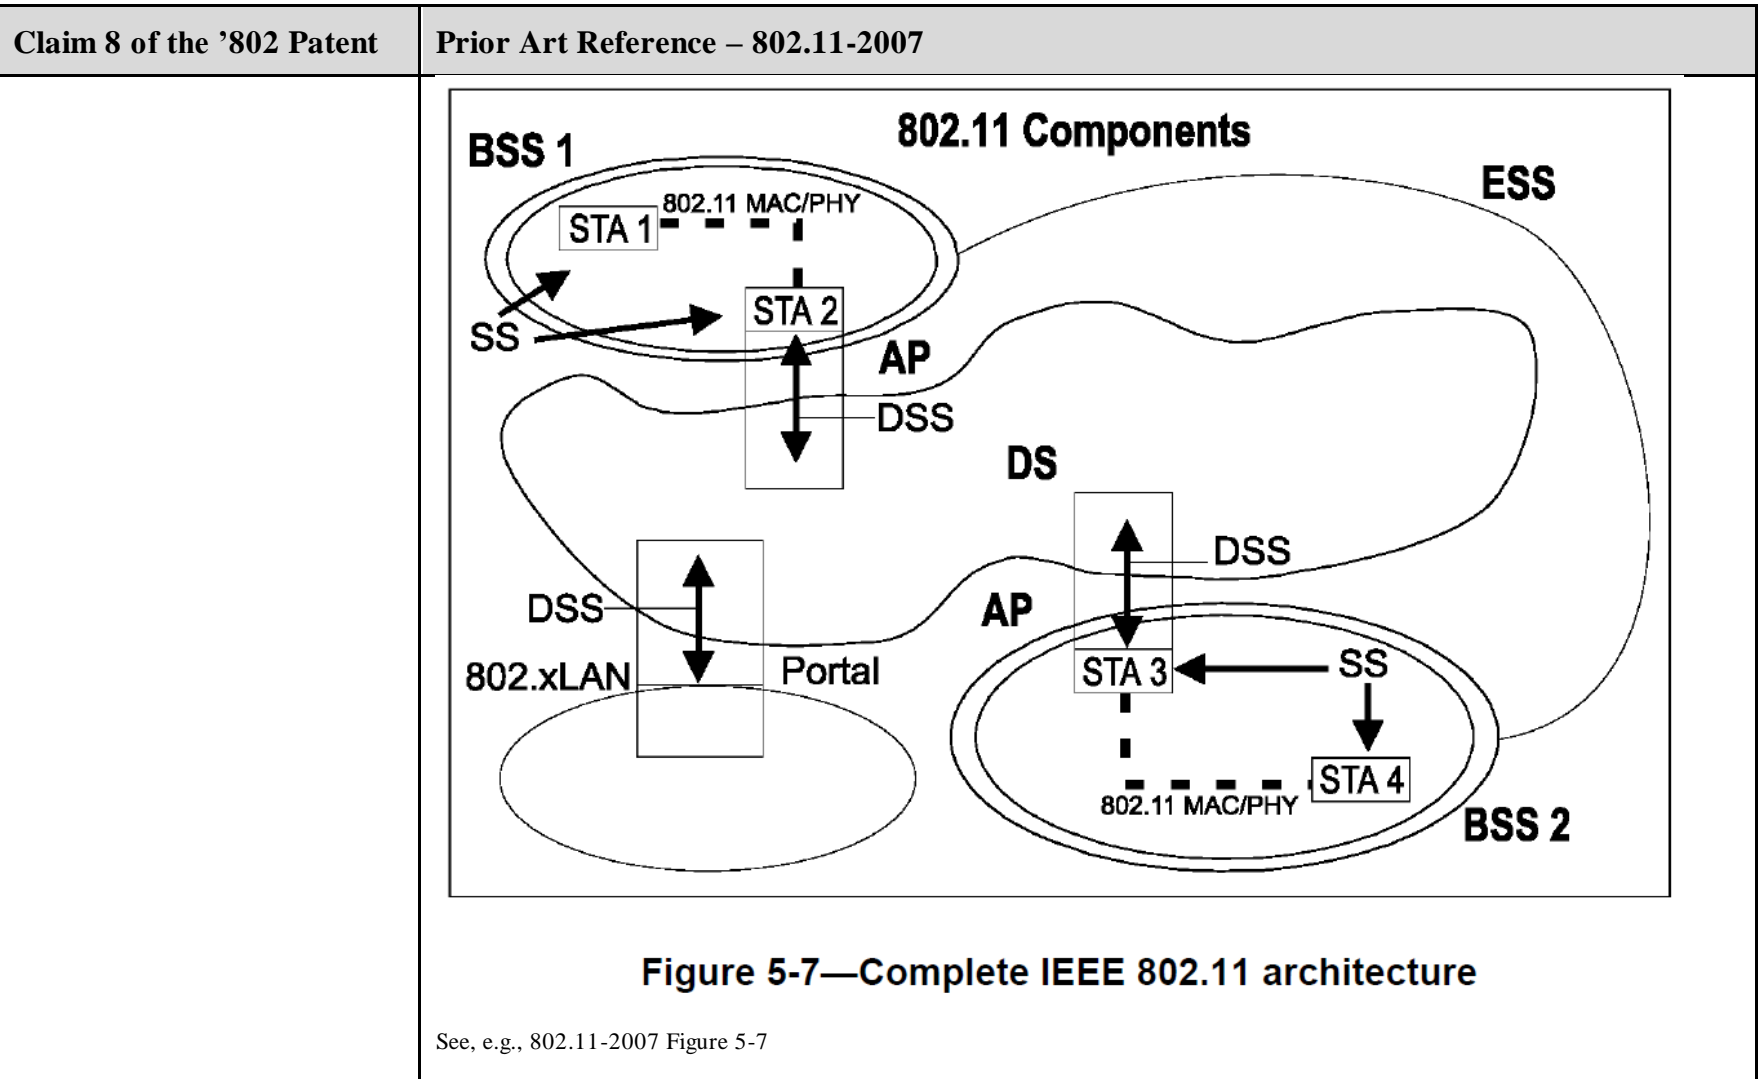 Claim 8 of the ’802 Patent
Prior Art Reference – 802.11-2007
802.11 Components
BSS 1
ESS
802.11 MAC/PHY
STA 1
STA 2
SS
AP
DSS
DS
DSS
DSS
AP
802.xLAN
Portal
STA 3
SS
STA 4
802.11 MAC/PHY
BSS 2
Figure 5-7—Complete IEEE 802.11 architecture
See, e.g., 802.11-2007 Figure 5-7